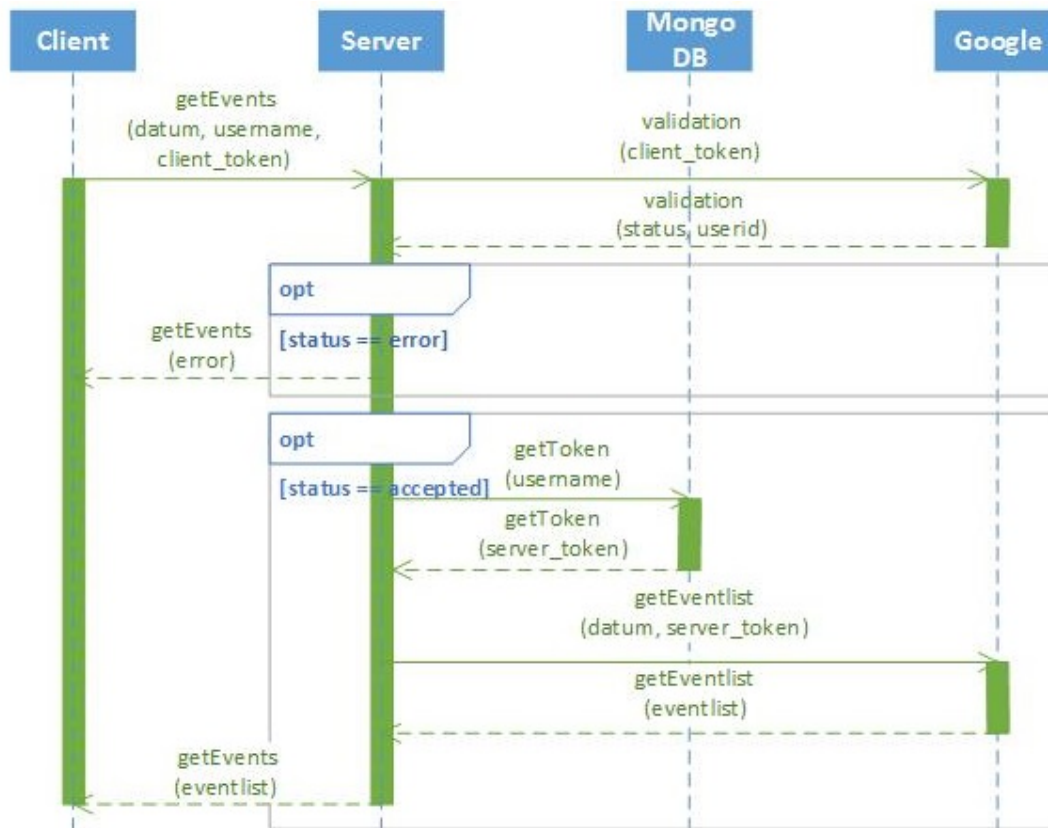 Client
Server
Mongo
DB
Google
getEvents
(datum, username,
client_token)
validation
(client_token)
validation
(status, userid)
opt
[status == error]
getEvents
(error)
opt
[status == accepted]
getToken
(username)
getToken
(server_token)
getEventlist
(datum, server_token)
getEventlist
(eventlist)
getEvents
(eventlist)